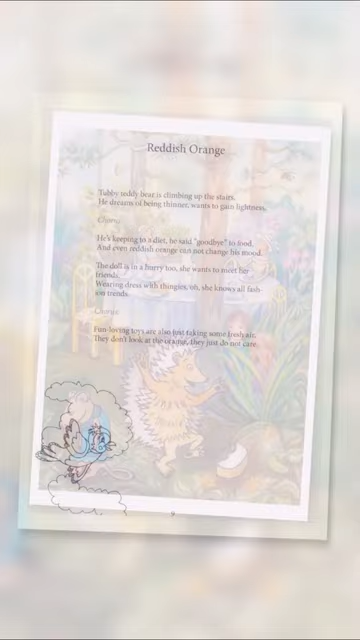 Reddish Orange
Tubby teddy bear is climbing up the stairs.
He dreams of being thinner, wants to gain lightness.
Chorus
He's keeping to a diet, he said "goodbye" to food,
And even reddish orange can not change his mood.
The doll is in a hurry too, she wants to meet her
friends.
Wearing dress with thingies, oh, she knows all fash-
ion trends.
Chorus
Fun-loving toys are also just taking some fresh air.
They don't look at the orange, they just do not care.